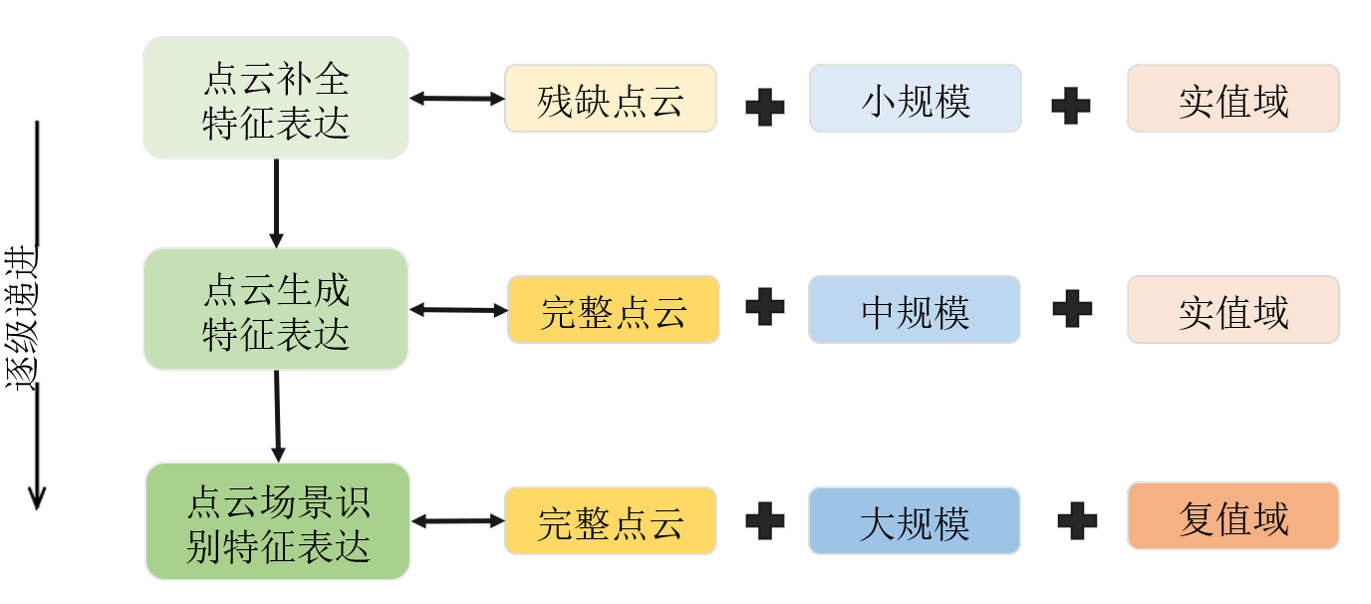 点云补全
特征表达
残缺点云
小规模
实值域
逐级递进
点云生成
特征表达
完整点云
中规模
实值域
点云场景识
别特征表达
完整点云
大规模
复值域